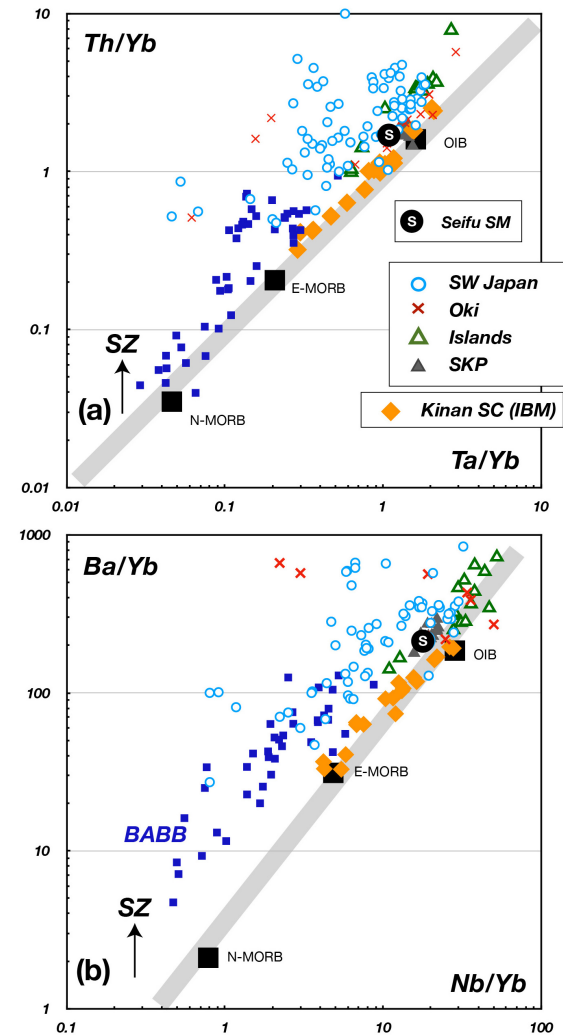 10
Th/Yb
OIB
1
S Seifu SM
E-MORB
SW Japan
Oki
Islands
SKP
0.1
SZ
(a)
N-MORB
Kinan SC (IBM)
Ta/Yb
0.01
0.01 0.1 1 10
1000
Ba/Yb
S
OIB
100
E-MORB
BABB
10
SZ
(b)
N-MORB
Nb/Yb
1
0.1 1 10 100